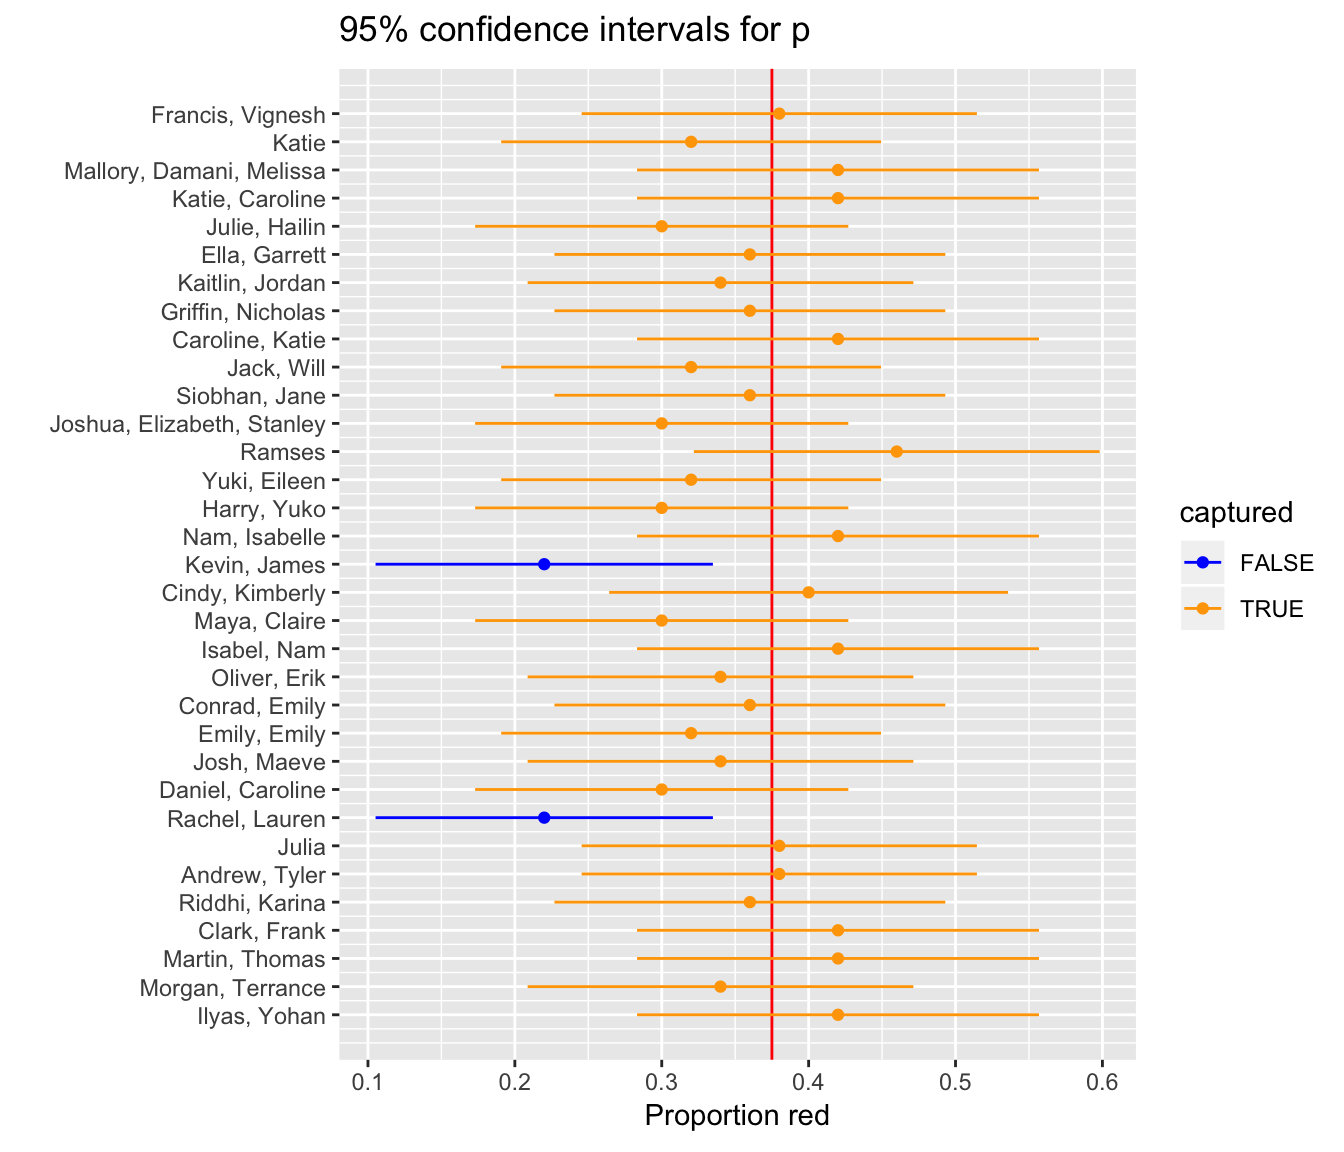 95% confidence intervals for p
Francis, Vignesh
Katie
Mallory, Damani, Melissa
Katie, Caroline
Julie, Hailin
Ella, Garrett
Kaitlin, Jordan
Griffin, Nicholas
Caroline, Katie
Jack, Will
Siobhan, Jane
Joshua, Elizabeth, Stanley
Ramses
Yuki, Eileen
Harry, Yuko
Nam, Isabelle
Kevin, James
Cindy, Kimberly
Maya, Claire
Isabel, Nam
Oliver, Erik
Conrad, Emily
Emily, Emily
Josh, Maeve
Daniel, Caroline
Rachel, Lauren
Julia
Andrew, Tyler
Riddhi, Karina
Clark, Frank
Martin, Thomas
Morgan, Terrance
Ilyas, Yohan
0.1 0.2 0.3 0.4 0.5 0.6
Proportion red
captured
FALSE
TRUE